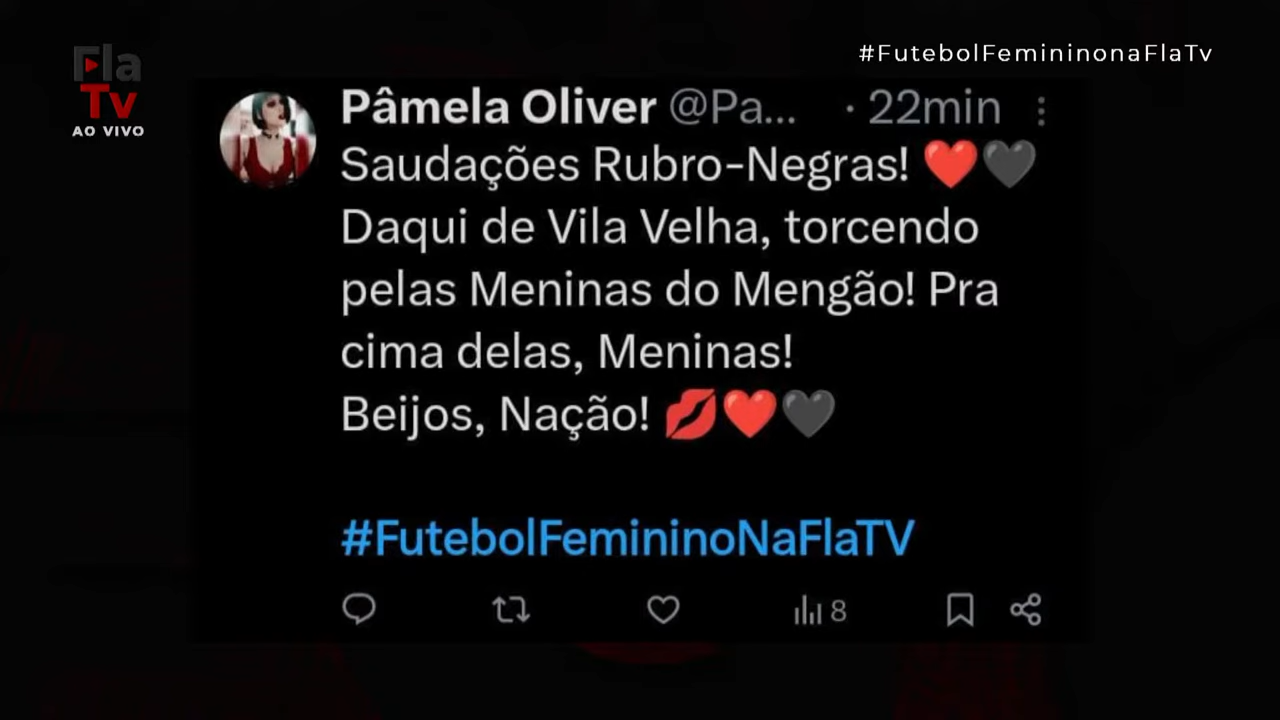 Fla
Tv
AO VIVO
#FutebolFemininonaFlaTv
Pâmela Oliver @Pa... · 22min
Saudações Rubro-Negras! ❤️🖤
Daqui de Vila Velha, torcendo
pelas Meninas do Mengão! Pra
cima delas, Meninas!
Beijos, Nação! 💋❤️🖤
#FutebolFemininoNaFlaTV
8